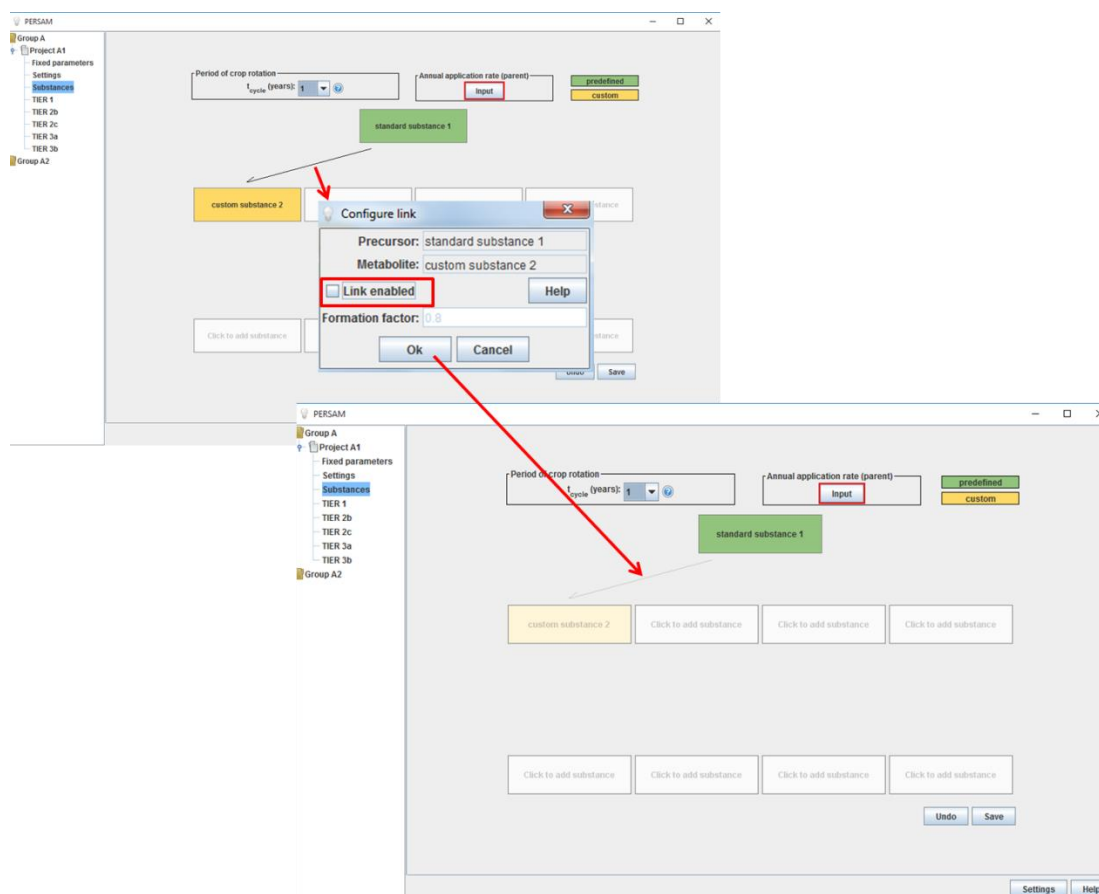 PERSAM
Group A
Project A1
Fixed parameters
Settings
Substances
TIER 1
TIER 2b
TIER 2c
TIER 3a
TIER 3b
Group A2
Period of crop rotation
t cycle (years): 1
Annual application rate (parent)
Input
predefined
custom
standard substance 1
custom substance 2
stance
Configure link
Precursor: standard substance 1
Metabolite: custom substance 2
Link enabled Help
Formation factor: 0.8
Ok Cancel
Click to add substance
stance
Undo Save
PERSAM
Group A
Project A1
Fixed parameters
Settings
Substances
TIER 1
TIER 2b
TIER 2c
TIER 3a
TIER 3b
Group A2
Period of crop rotation
t cycle (years): 1
Annual application rate (parent)
Input
predefined
custom
standard substance 1
custom substance 2 Click to add substance Click to add substance Click to add substance
Click to add substance Click to add substance Click to add substance Click to add substance
Undo Save
Settings Help